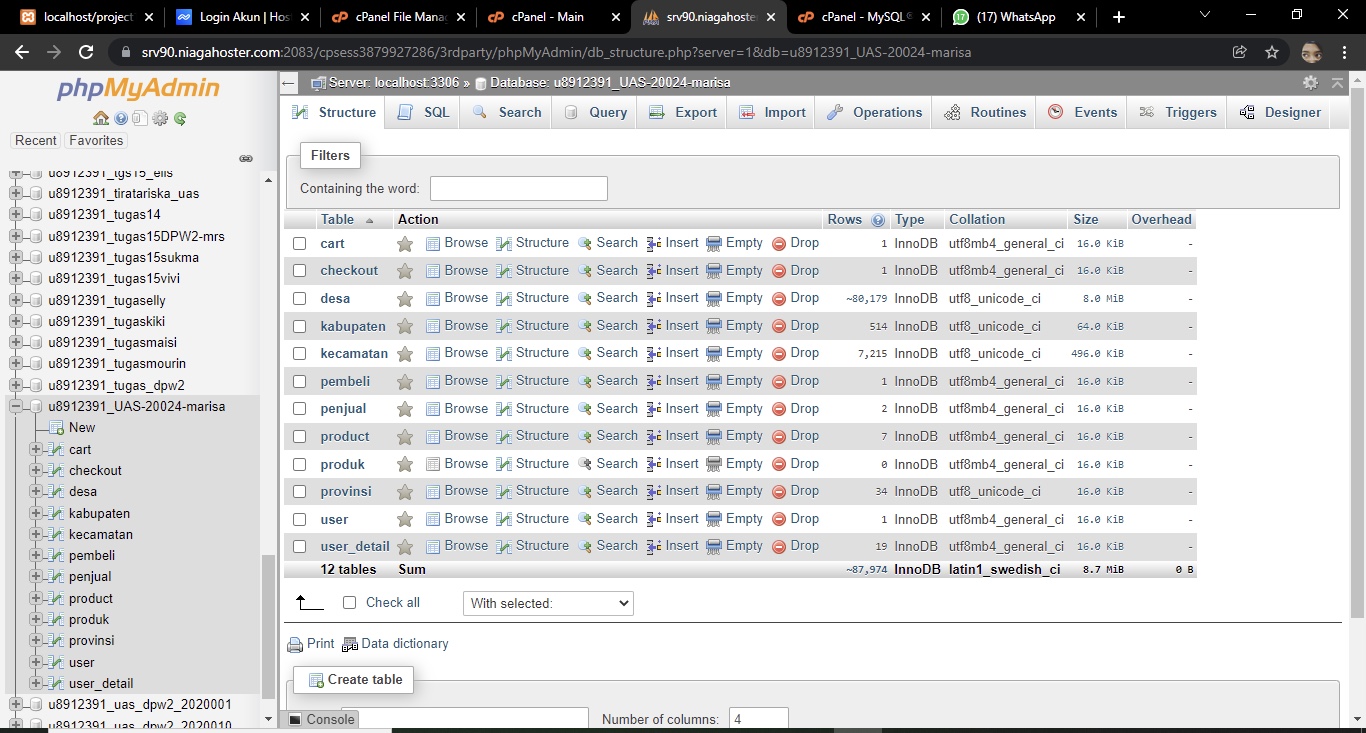 localhost/project
Login Akun | Hos
cPanel File Mana
cPanel - Main
srv90.niagahoste
cPanel - MySQL®
(17) WhatsApp
srv90.niagahoster.com:2083/cpsess3879927286/3rdparty/phpMyAdmin/db_structure.php?server=1&db=u8912391_UAS-20024-marisa
phpMyAdmin
Recent Favorites
u8912391_tgs15_elis
u8912391_tiratariska_uas
u8912391_tugas14
u8912391_tugas15DPW2-mrs
u8912391_tugas15sukma
u8912391_tugas15vivi
u8912391_tugaselly
u8912391_tugaskiki
u8912391_tugasmaisi
u8912391_tugasmourin
u8912391_tugas_dpw2
u8912391_UAS-20024-marisa
New
cart
checkout
desa
kabupaten
kecamatan
pembeli
penjual
product
produk
provinsi
user
user_detail
u8912391_uas_dpw2_2020001
u8912391_uas_dpw2_2020010
Server: localhost:3306 » Database: u8912391_UAS-20024-marisa
Structure SQL Search Query Export Import Operations Routines Events Triggers Designer
Filters
Containing the word:
Table Action Rows Type Collation Size Overhead
cart Browse Structure Search Insert Empty Drop 1 InnoDB utf8mb4_general_ci 16.0 KiB -
checkout Browse Structure Search Insert Empty Drop 1 InnoDB utf8mb4_general_ci 16.0 KiB -
desa Browse Structure Search Insert Empty Drop ~80,179 InnoDB utf8_unicode_ci 8.0 MiB -
kabupaten Browse Structure Search Insert Empty Drop 514 InnoDB utf8_unicode_ci 64.0 KiB -
kecamatan Browse Structure Search Insert Empty Drop 7,215 InnoDB utf8_unicode_ci 496.0 KiB -
pembeli Browse Structure Search Insert Empty Drop 1 InnoDB utf8mb4_general_ci 16.0 KiB -
penjual Browse Structure Search Insert Empty Drop 2 InnoDB utf8mb4_general_ci 16.0 KiB -
product Browse Structure Search Insert Empty Drop 7 InnoDB utf8mb4_general_ci 16.0 KiB -
produk Browse Structure Search Insert Empty Drop 0 InnoDB utf8mb4_general_ci 16.0 KiB -
provinsi Browse Structure Search Insert Empty Drop 34 InnoDB utf8_unicode_ci 16.0 KiB -
user Browse Structure Search Insert Empty Drop 1 InnoDB utf8mb4_general_ci 16.0 KiB -
user_detail Browse Structure Search Insert Empty Drop 19 InnoDB utf8mb4_general_ci 16.0 KiB -
12 tables Sum ~87,974 InnoDB latin1_swedish_ci 8.7 MiB 0 B
Check all With selected:
Print Data dictionary
Create table
Console Number of columns: 4